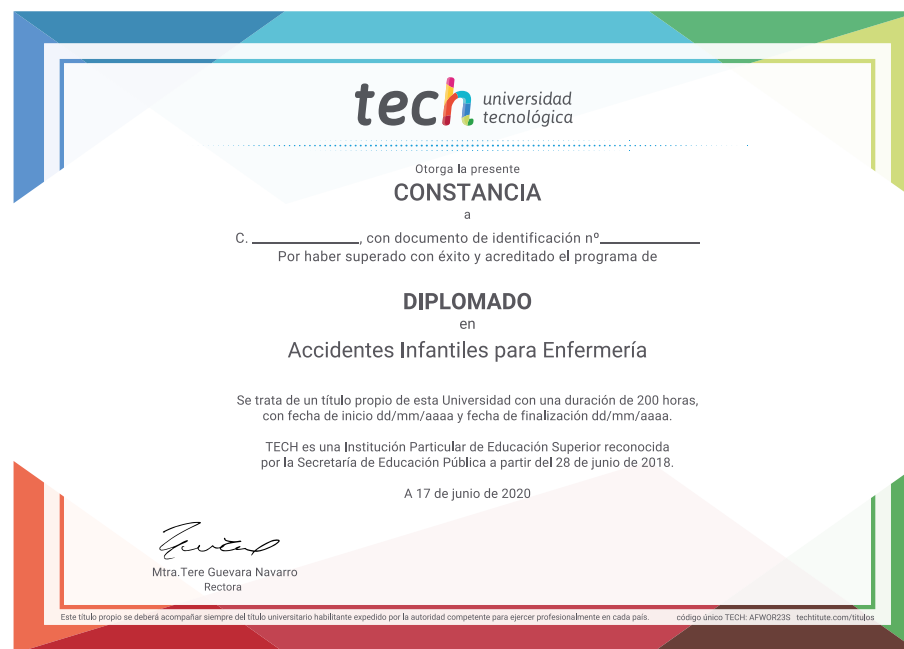 tech universidad
tecnológica
Otorga la presente
CONSTANCIA
a
C. ____________, con documento de identificación nº____________
Por haber superado con éxito y acreditado el programa de
DIPLOMADO
en
Accidentes Infantiles para Enfermería
Se trata de un título propio de esta Universidad con una duración de 200 horas,
con fecha de inicio dd/mm/aaaa y fecha de finalización dd/mm/aaaa.
TECH es una Institución Particular de Educación Superior reconocida
por la Secretaría de Educación Pública a partir del 28 de junio de 2018.
A 17 de junio de 2020
Mtra.Tere Guevara Navarro
Rectora
Este título propio se deberá acompañar siempre del título universitario habilitante expedido por la autoridad competente para ejercer profesionalmente en cada país. código único TECH: AFWOR23S techtitute.com/titulos